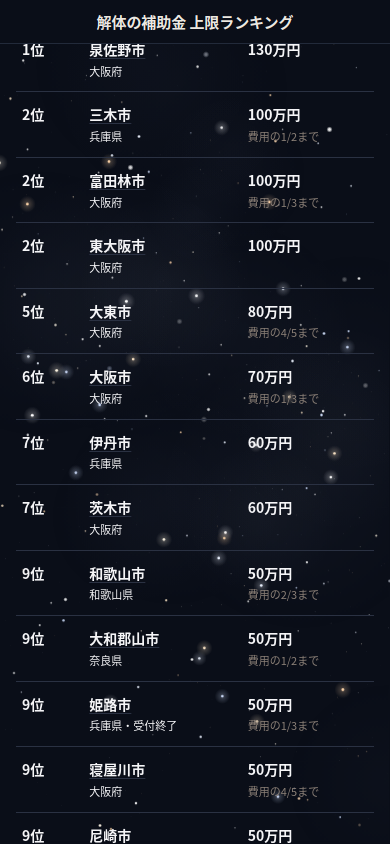 解体の補助金 上限ランキング
1位 泉佐野市 130万円
大阪府
2位 三木市 100万円
兵庫県 費用の1/2まで
2位 富田林市 100万円
大阪府 費用の1/3まで
2位 東大阪市 100万円
大阪府
5位 大東市 80万円
大阪府 費用の4/5まで
6位 大阪市 70万円
大阪府 費用の1/3まで
7位 伊丹市 60万円
兵庫県
7位 茨木市 60万円
大阪府
9位 和歌山市 50万円
和歌山県 費用の2/3まで
9位 大和郡山市 50万円
奈良県 費用の1/2まで
9位 姫路市 50万円
兵庫県・受付終了 費用の1/3まで
9位 寝屋川市 50万円
大阪府 費用の4/5まで
9位 尼崎市 50万円